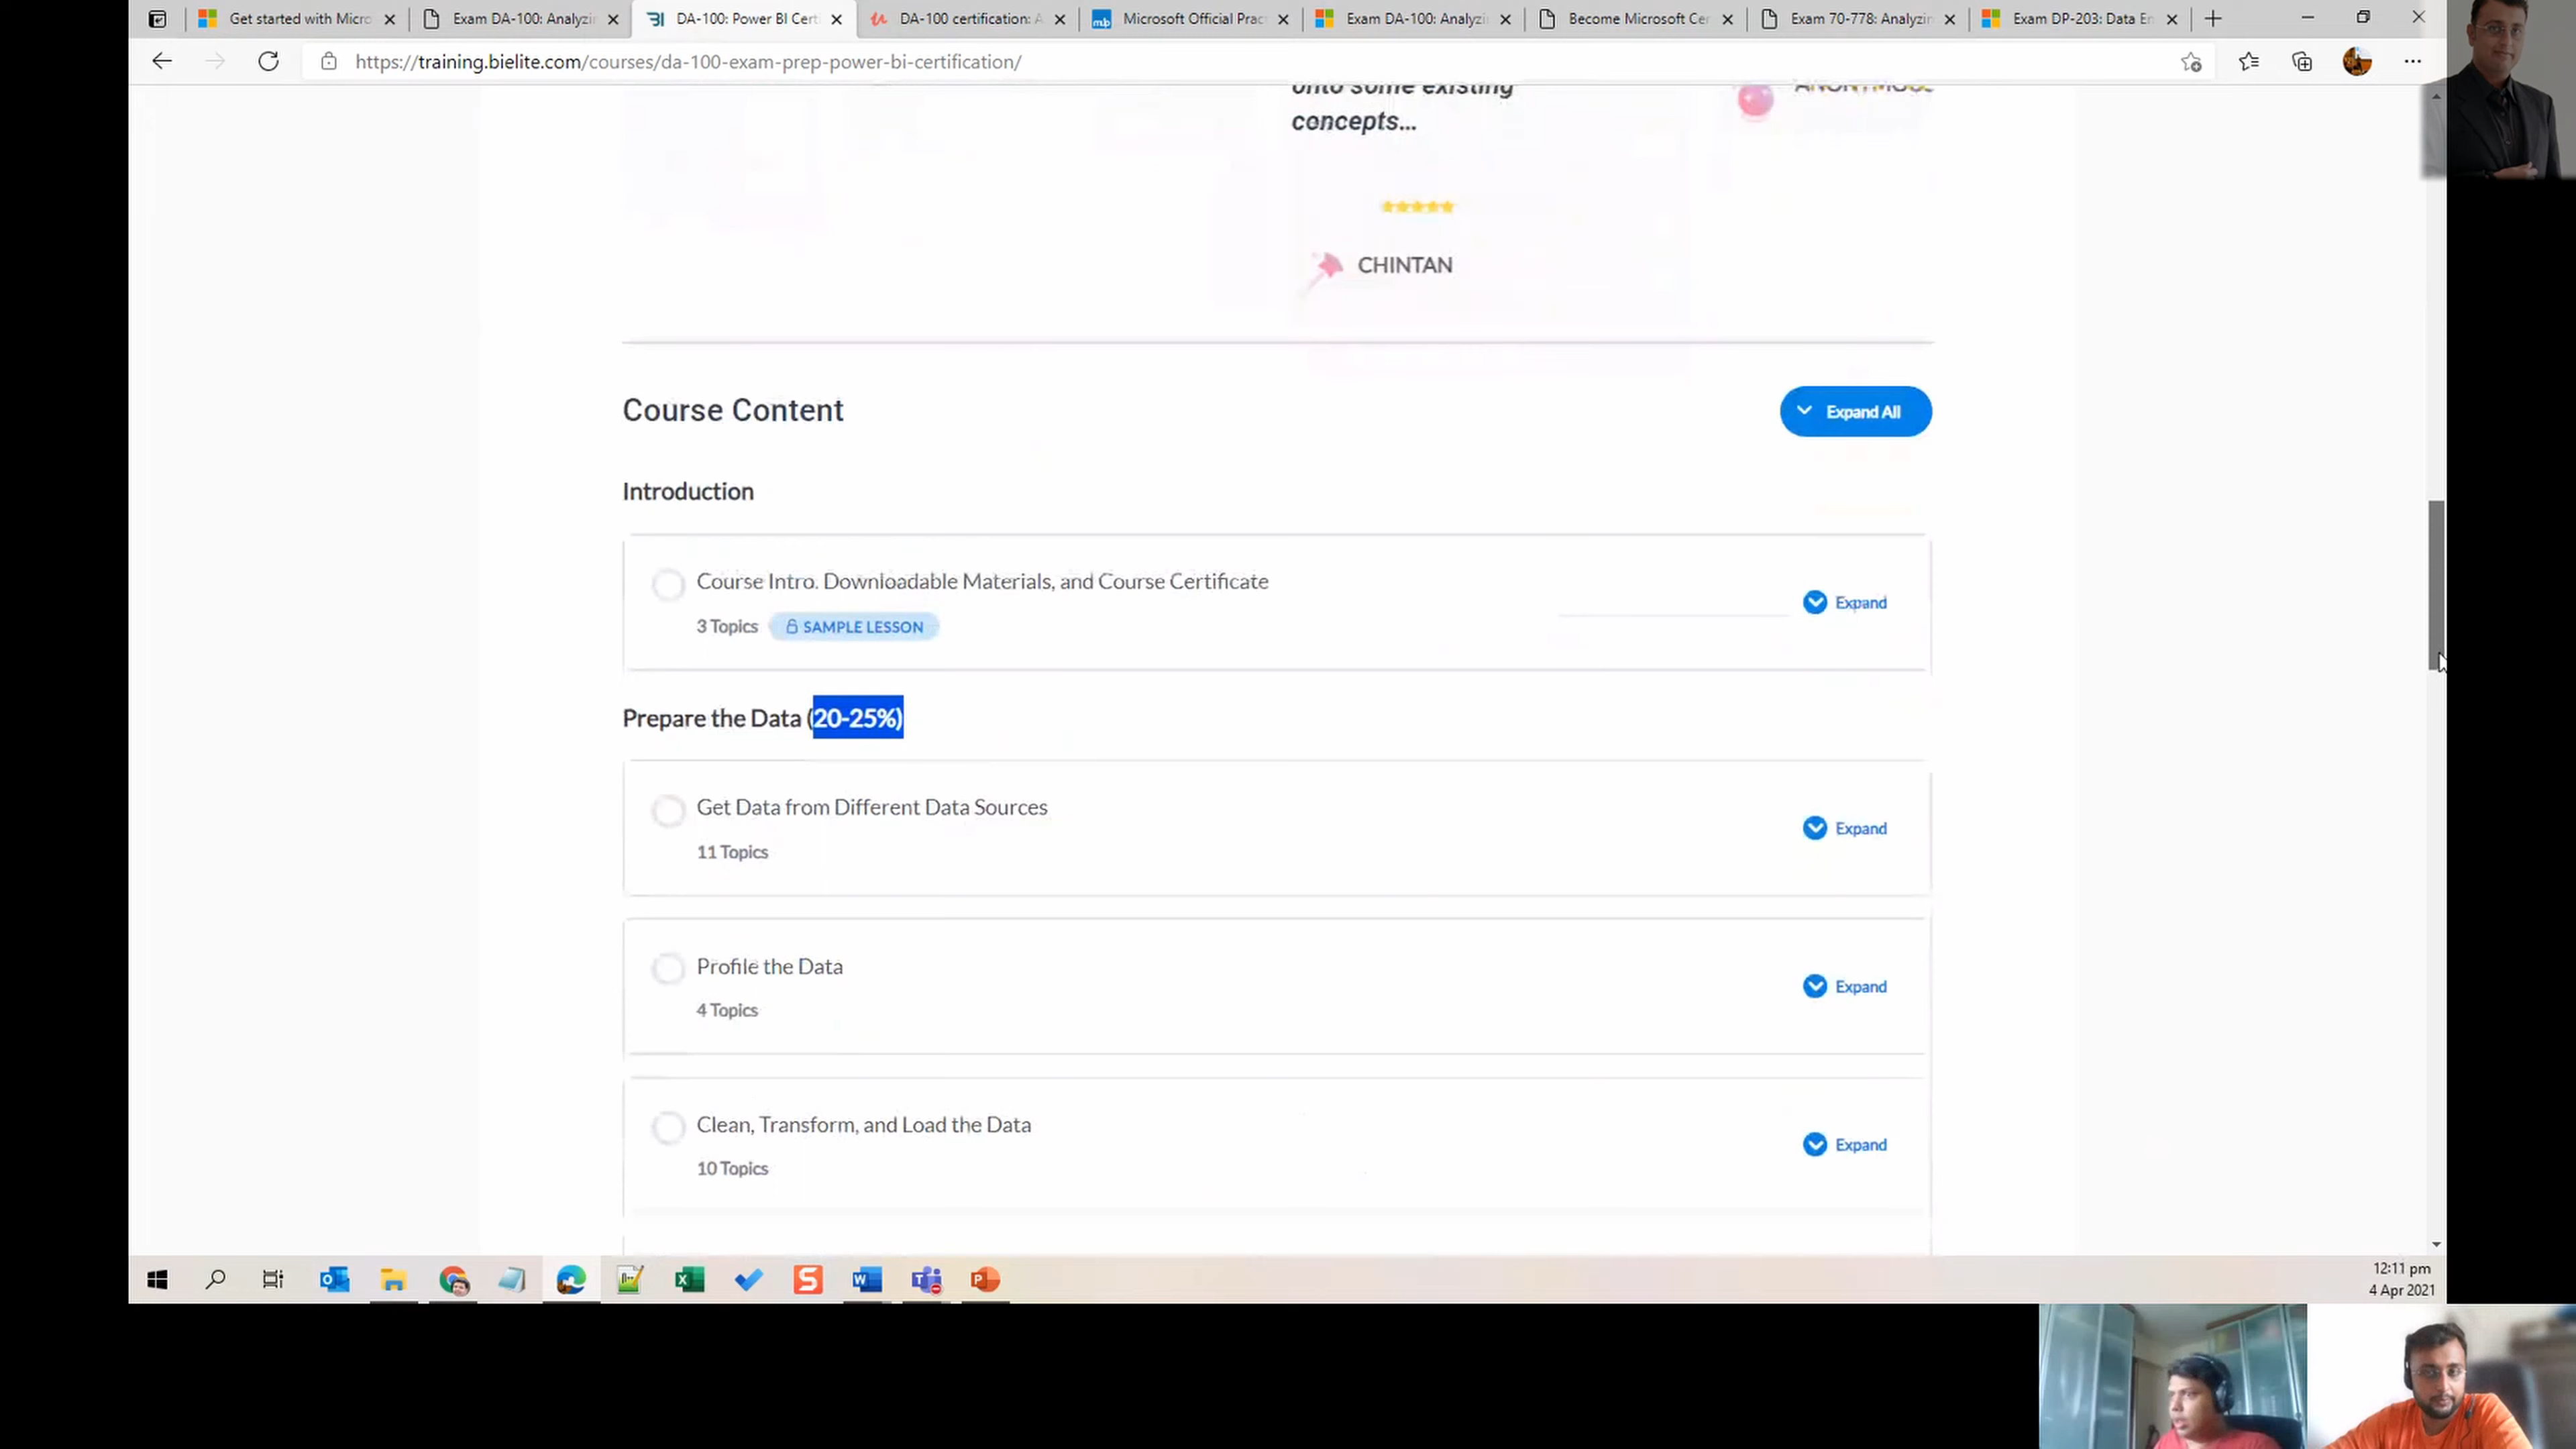 Get started with Micro
Exam DA-100: Analyzi
DA-100: Power BI Cert
DA-100 certification: A
Microsoft Official Prac
Exam DA-100: Analyzi
Become Microsoft Cer
Exam 70-778: Analyzin
Exam DP-203: Data En
https://training.bielite.com/courses/da-100-exam-prep-power-bi-certification/
onto some existing
concepts...
CHINTAN
Course Content
Expand All
Introduction
Course Intro. Downloadable Materials, and Course Certificate
Expand
3 Topics
SAMPLE LESSON
Prepare the Data (20-25%)
Get Data from Different Data Sources
Expand
11 Topics
Profile the Data
Expand
4 Topics
Clean, Transform, and Load the Data
Expand
10 Topics
12:11 pm
4 Apr 2021